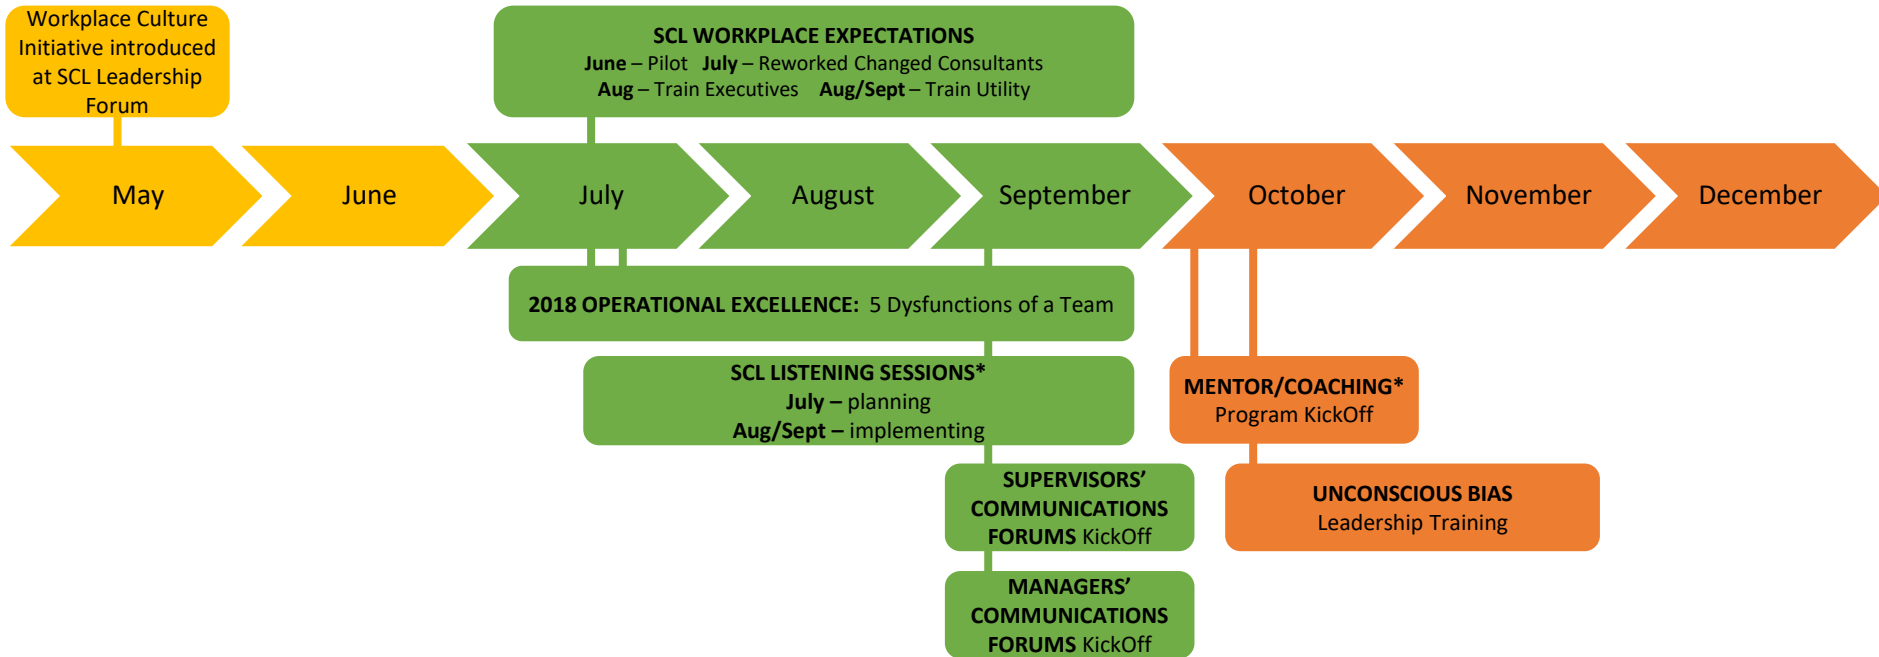 Workplace Culture
Initiative introduced
at SCL Leadership
Forum
SCL WORKPLACE EXPECTATIONS
June – Pilot July – Reworked Changed Consultants
Aug – Train Executives Aug/Sept – Train Utility
May
June
July
August
September
October
November
December
2018 OPERATIONAL EXCELLENCE: 5 Dysfunctions of a Team
SCL LISTENING SESSIONS*
July – planning
Aug/Sept – implementing
MENTOR/COACHING*
Program KickOff
SUPERVISORS’
COMMUNICATIONS
FORUMS KickOff
UNCONSCIOUS BIAS
Leadership Training
MANAGERS’
COMMUNICATIONS
FORUMS KickOff